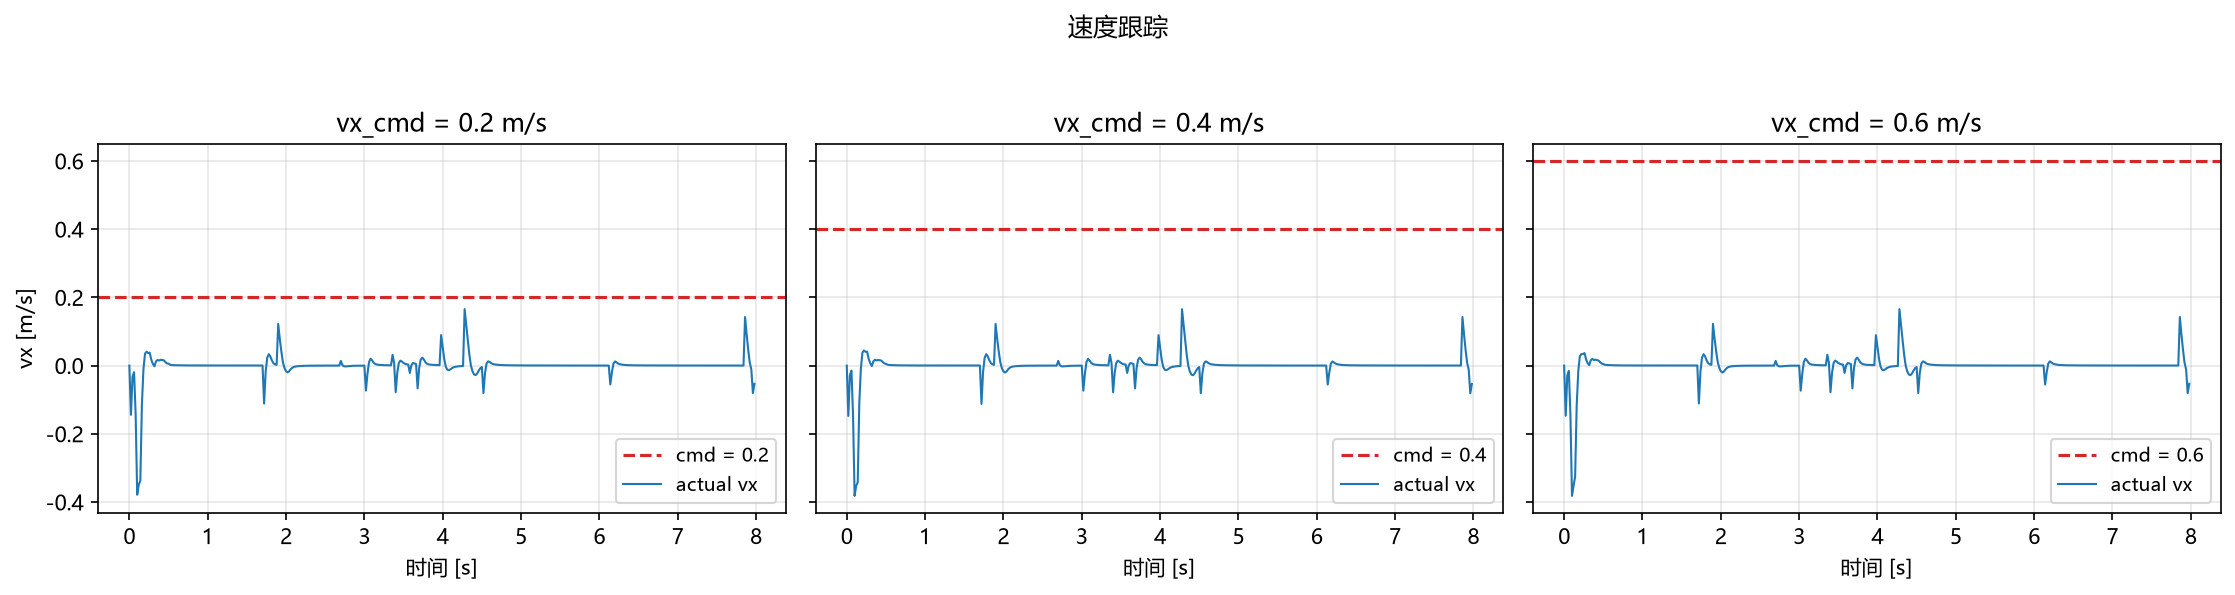 速度跟踪
vx_cmd = 0.2 m/s
vx [m/s]
0.6
0.4
0.2
0.0
-0.2
-0.4
cmd = 0.2
actual vx
0 1 2 3 4 5 6 7 8
时间 [s]
vx_cmd = 0.4 m/s
cmd = 0.4
actual vx
0 1 2 3 4 5 6 7 8
时间 [s]
vx_cmd = 0.6 m/s
cmd = 0.6
actual vx
0 1 2 3 4 5 6 7 8
时间 [s]